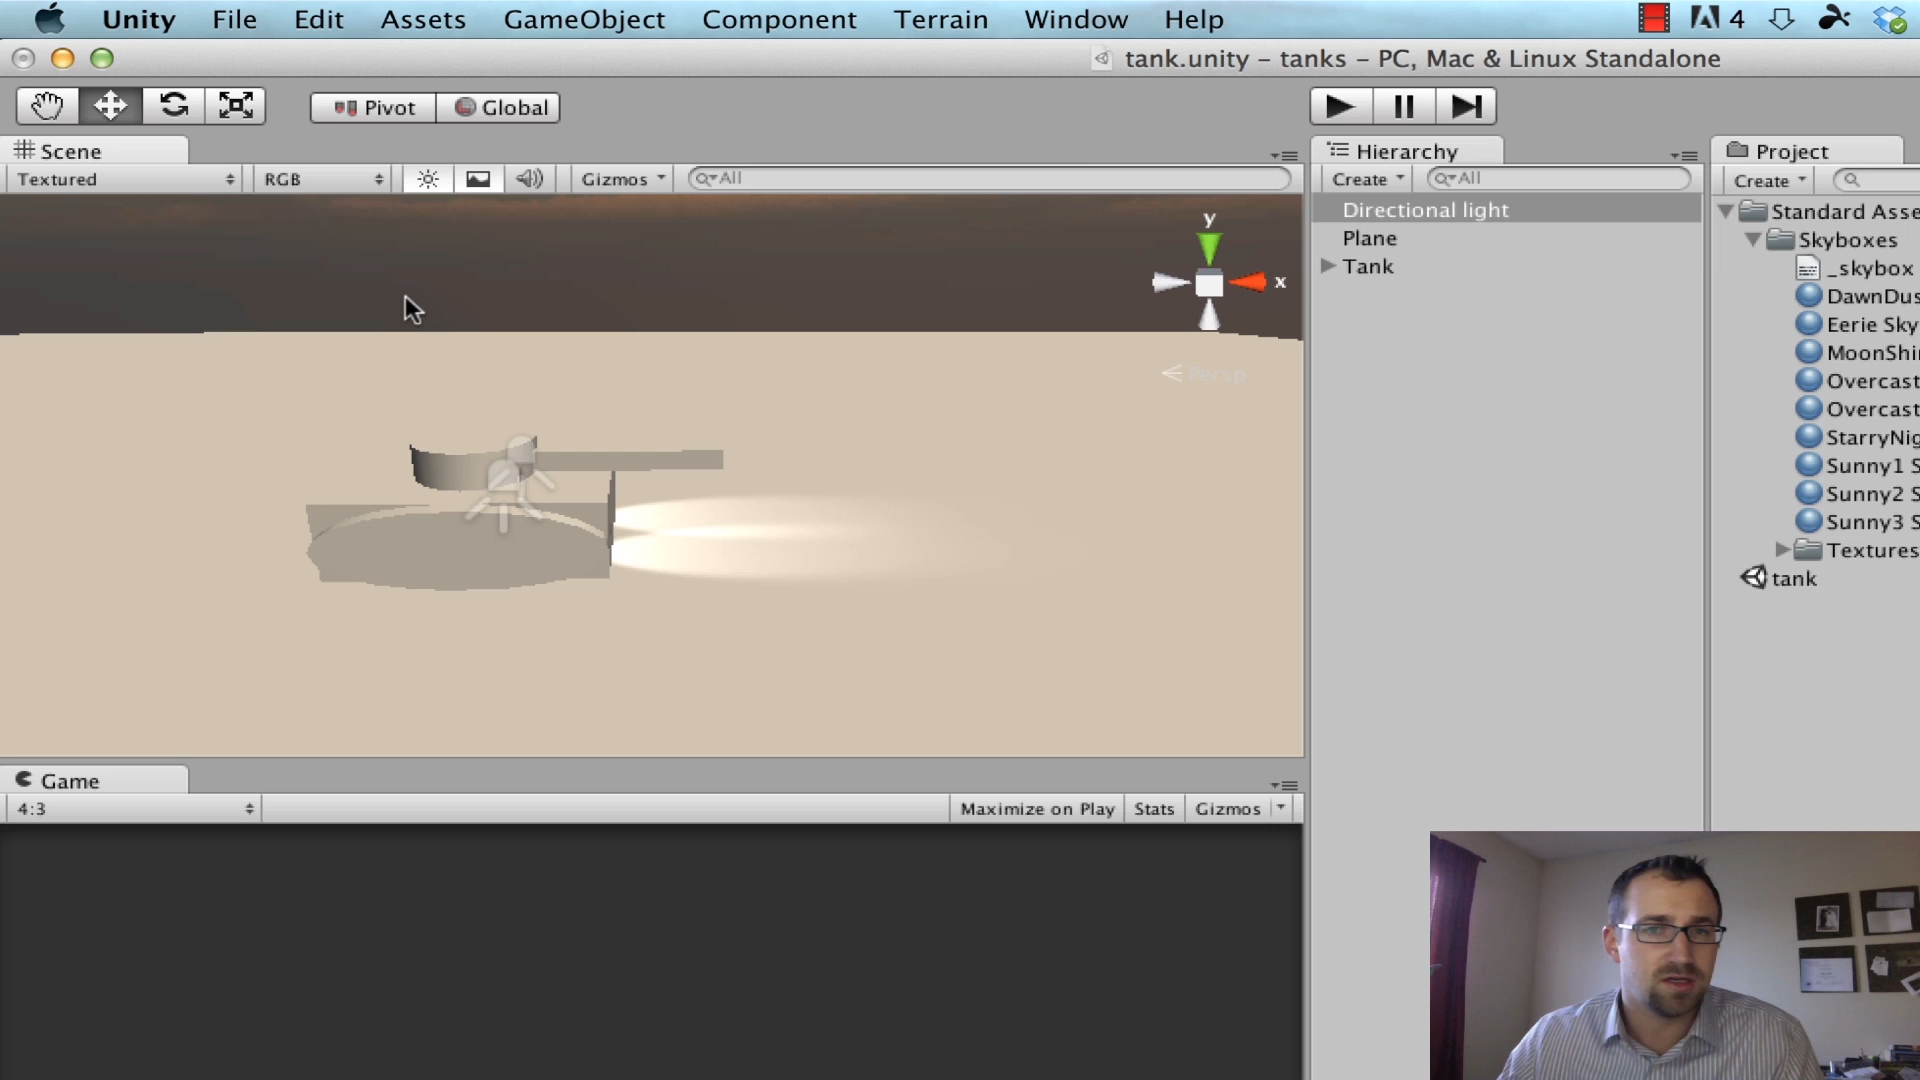 Unity File Edit Assets GameObject Component Terrain Window Help 4
tank.unity – tanks – PC, Mac & Linux Standalone
Pivot Global
Scene
Textured RGB Gizmos All
y
x
Persp
Hierarchy
Create All
Directional light
Plane
Tank
Project
Create
Standard Asse
Skyboxes
_skybox
DawnDus
Eerie Sky
MoonShi
Overcast
Overcast
StarryNig
Sunny1 S
Sunny2 S
Sunny3 S
Textures
tank
Game
4:3 Maximize on Play Stats Gizmos